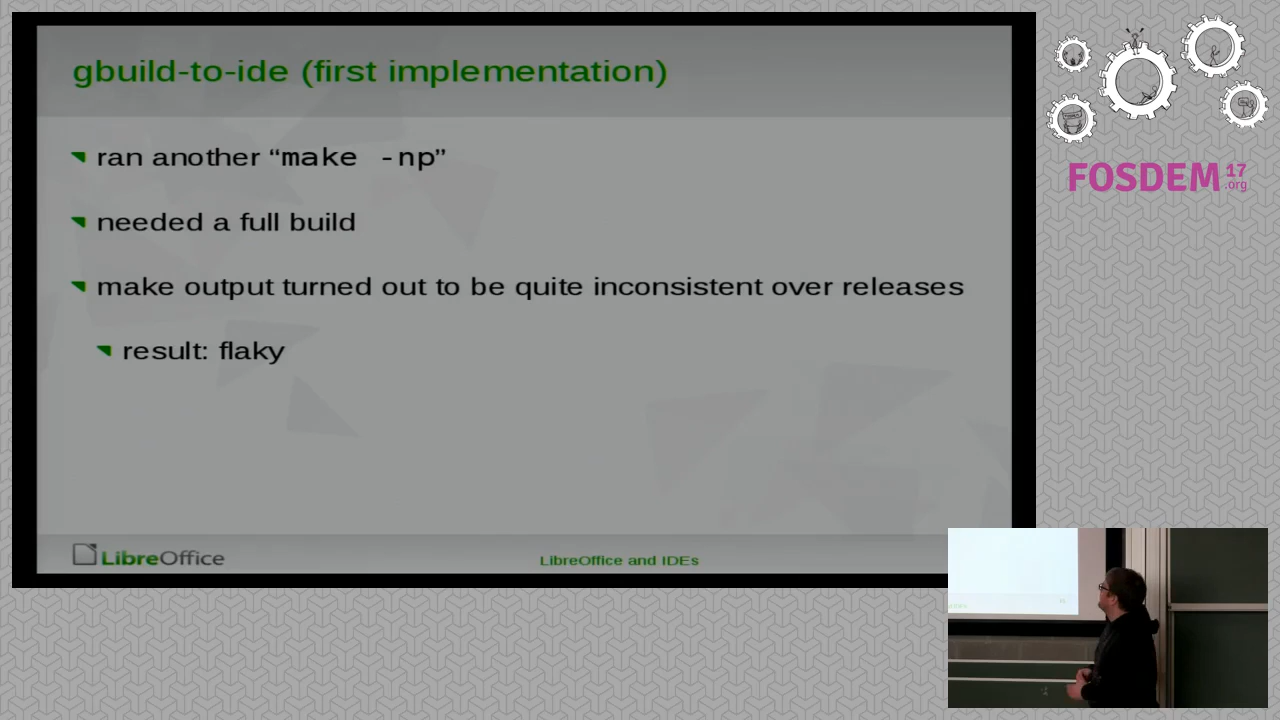 gbuild-to-ide (first implementation)
ran another “make -np”
needed a full build
make output turned out to be quite inconsistent over releases
result: flaky
LibreOffice
LibreOffice and IDEs
FOSDEM 17
.org